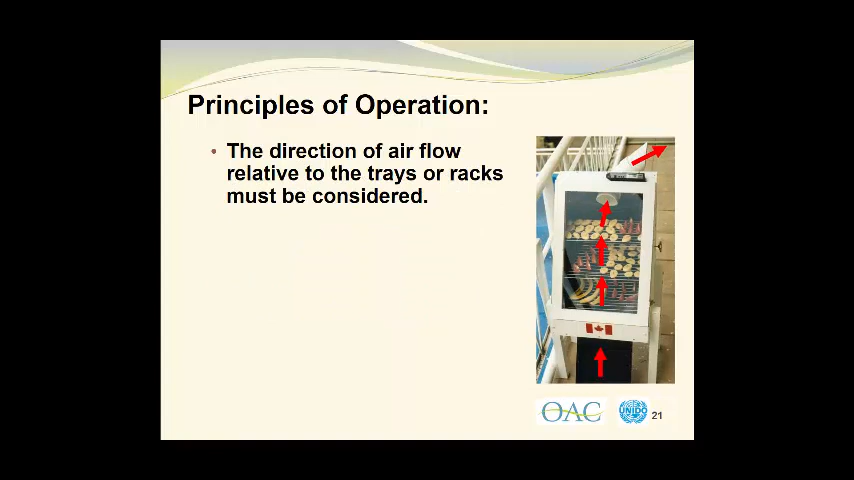 Principles of Operation:
• The direction of air flow
relative to the trays or racks
must be considered.
OAC
UNIDO
21